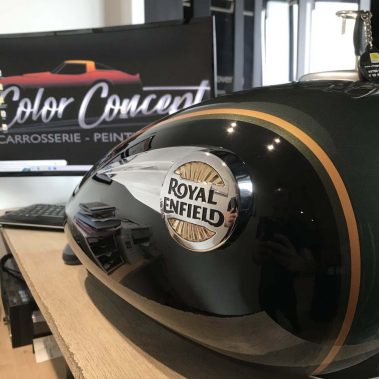 Color Concept
CARROSSERIE - PEINT
ROYAL
ENFIELD